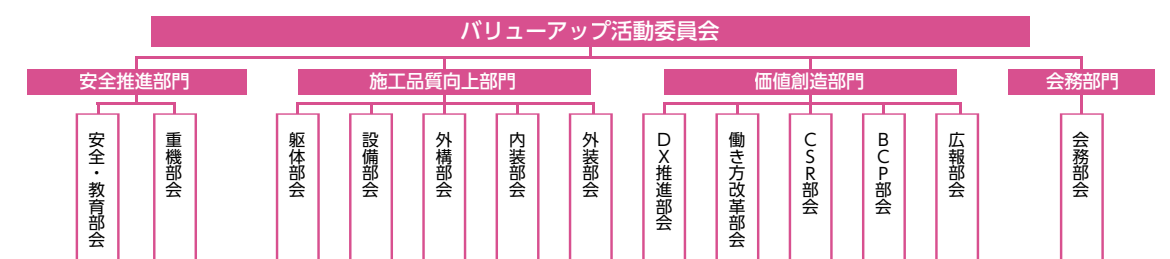 バリューアップ活動委員会
安全推進部門
施工品質向上部門
価値創造部門
会務部門
安全・教育部会
重機部会
躯体部会
設備部会
外構部会
内装部会
外装部会
DX推進部会
働き方改革部会
CSR部会
BCP部会
広報部会
会務部会